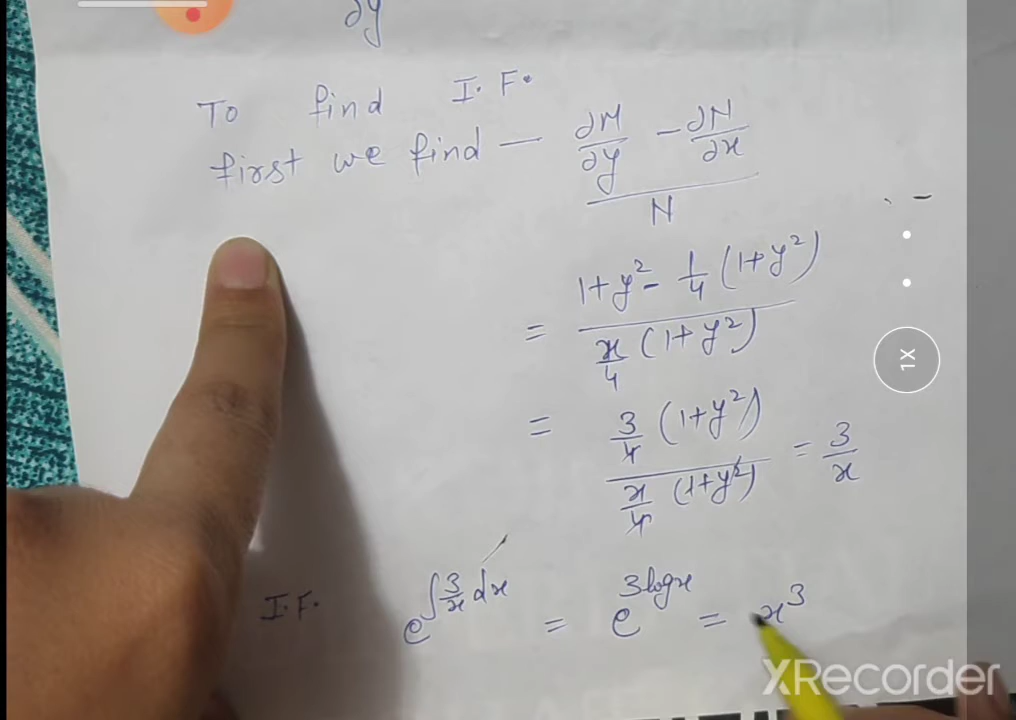 ∂y
To find I.F.
first we find — (∂M/∂y - ∂N/∂x)/N
= (1+y² - 1/4 (1+y²))/(x/4 (1+y²))
= (3/4 (1+y²))/(x/4 (1+y²)) = 3/x
I.F. e^(∫3/x dx) = e^(3logx) = x³
1X
XRecorder